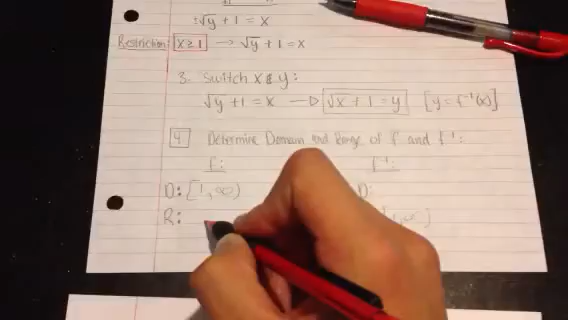 ±√y + 1 = x
Restriction: x ≥ 1 → √y + 1 = x
3. Switch x & y:
√y + 1 = x → √x + 1 = y [y = f⁻¹(x)]
4. Determine Domain and Range of f and f⁻¹:
f: f⁻¹:
D: [1, ∞) D:
R: [1, ∞]